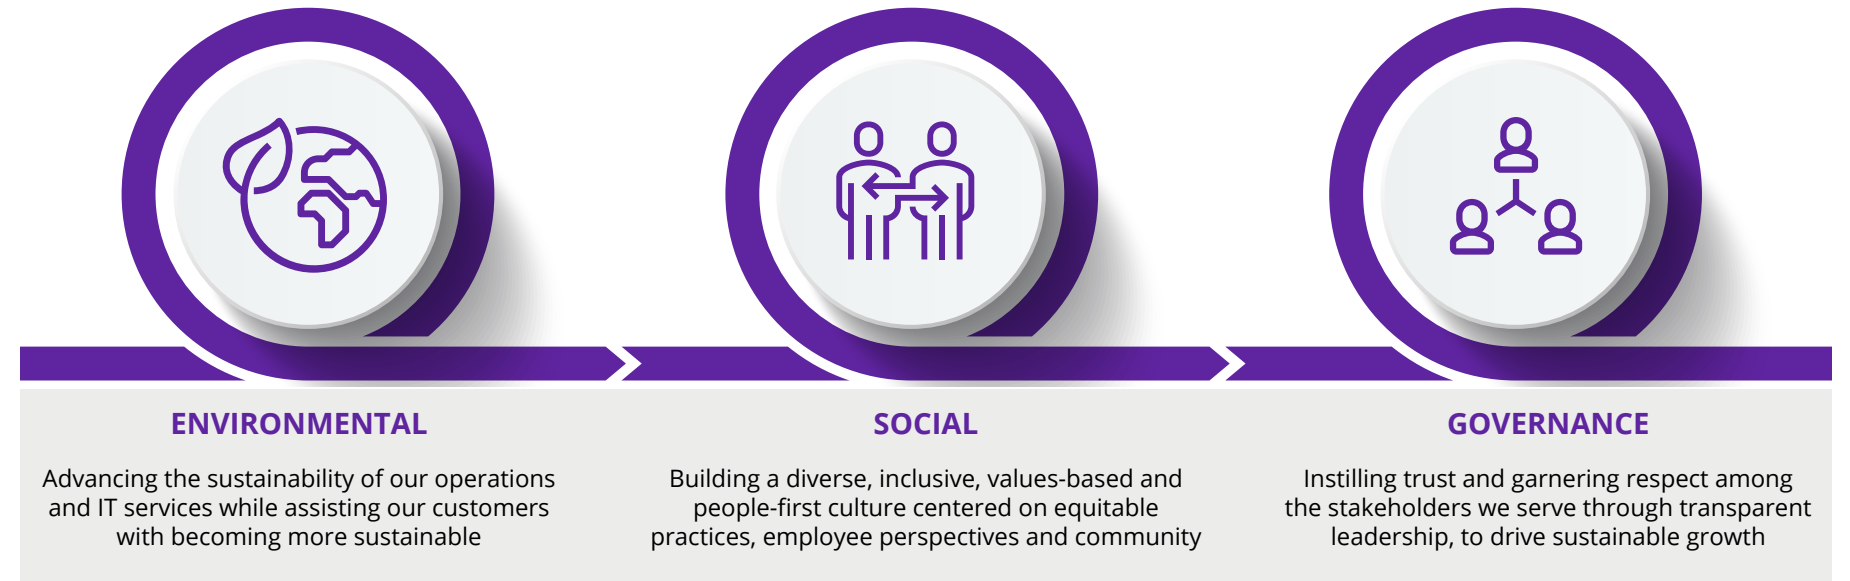 ENVIRONMENTAL
Advancing the sustainability of our operations
and IT services while assisting our customers
with becoming more sustainable
SOCIAL
Building a diverse, inclusive, values-based and
people-first culture centered on equitable
practices, employee perspectives and community
GOVERNANCE
Instilling trust and garnering respect among
the stakeholders we serve through transparent
leadership, to drive sustainable growth